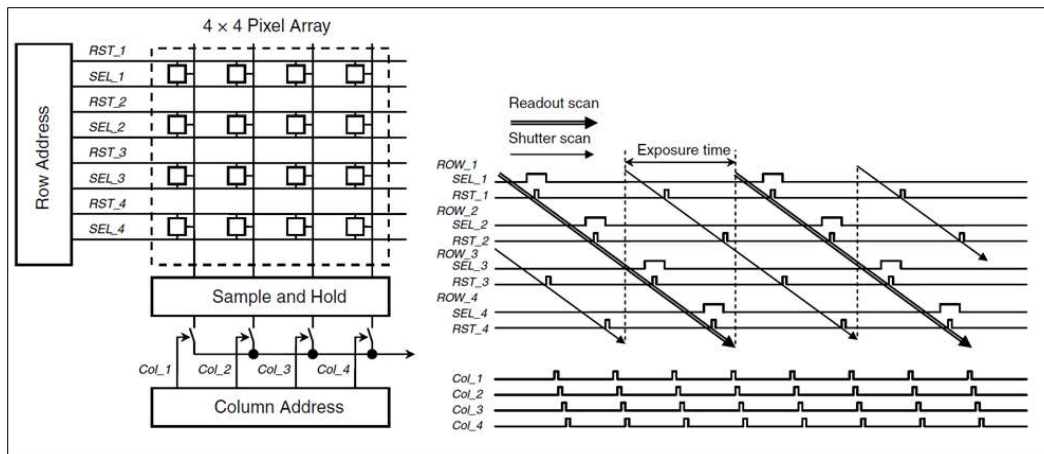 4 × 4 Pixel Array
Row Address
RST_1
SEL_1
RST_2
SEL_2
RST_3
SEL_3
RST_4
SEL_4
Sample and Hold
Col_1
Col_2
Col_3
Col_4
Column Address
Readout scan
Shutter scan
Exposure time
ROW_1
SEL_1
RST_1
ROW_2
SEL_2
RST_2
ROW_3
SEL_3
RST_3
ROW_4
SEL_4
RST_4
Col_1
Col_2
Col_3
Col_4